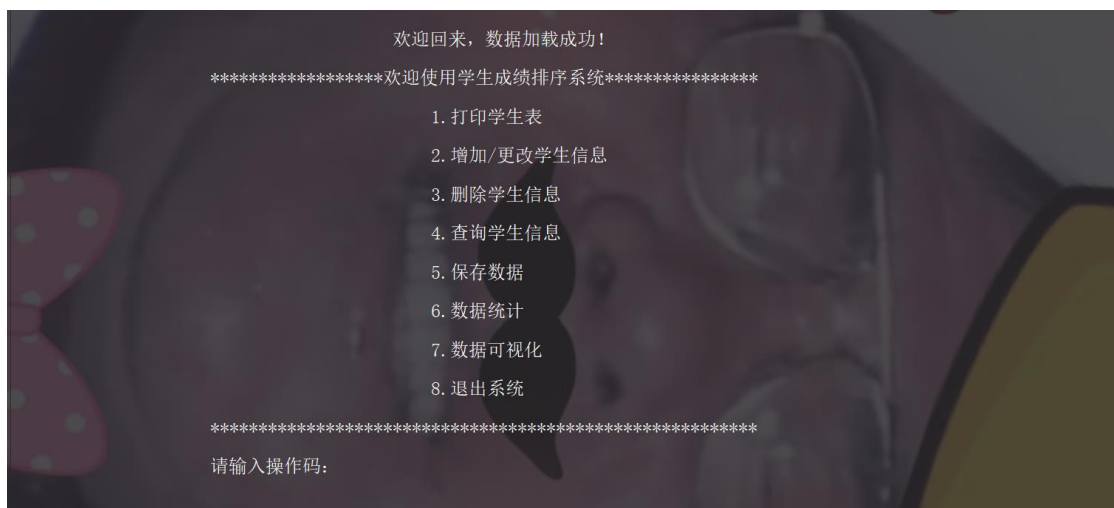 欢迎回来，数据加载成功！
******************欢迎使用学生成绩排序系统****************
1.打印学生表
2.增加/更改学生信息
3.删除学生信息
4.查询学生信息
5.保存数据
6.数据统计
7.数据可视化
8.退出系统
*********************************************************
请输入操作码：